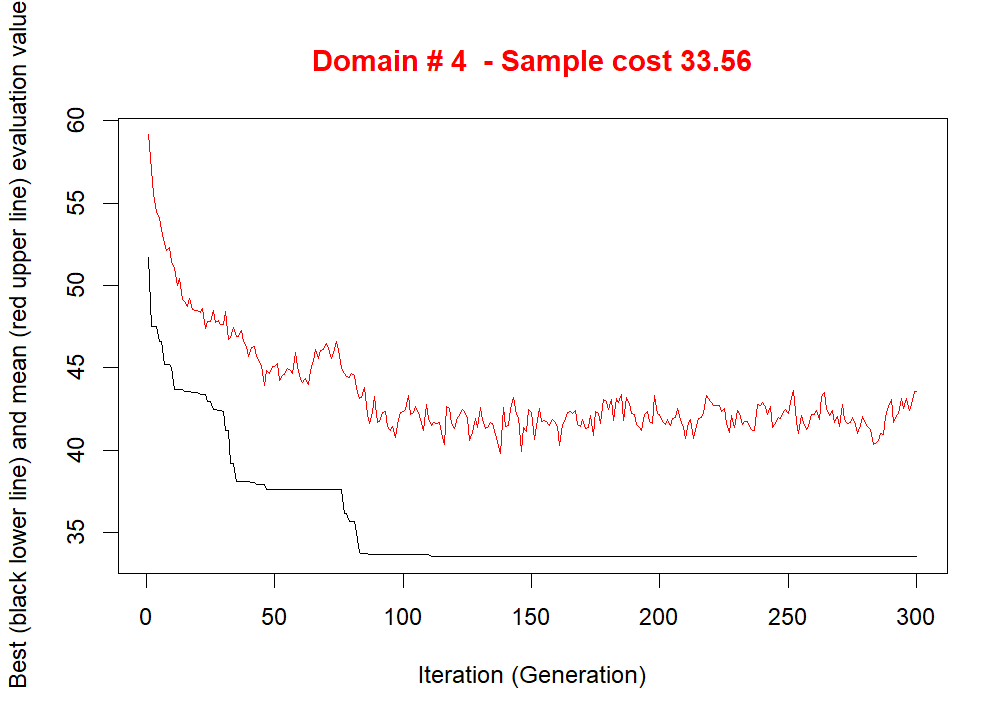 Domain # 4  - Sample cost 33.56
Best (black lower line) and mean (red upper line) evaluation value
60
55
50
45
40
35
0 50 100 150 200 250 300
Iteration (Generation)